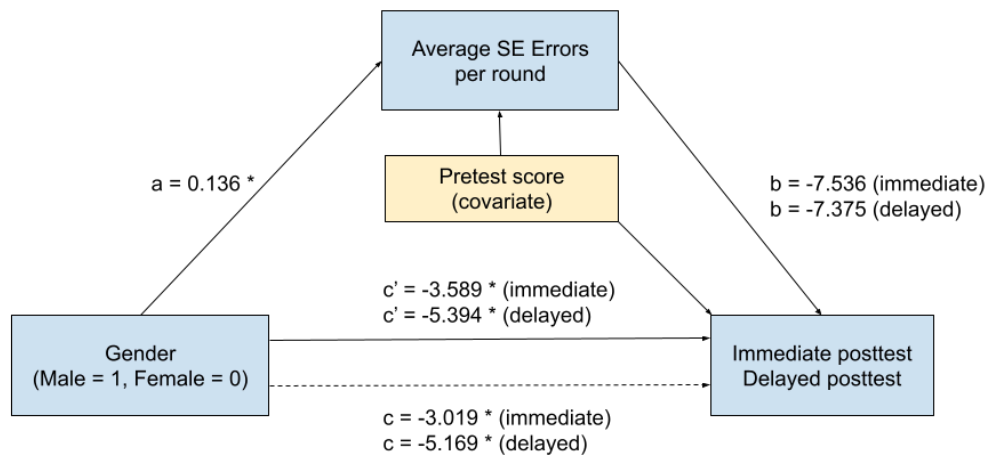 Average SE Errors
per round
Pretest score
(covariate)
a = 0.136 *
b = -7.536 (immediate)
b = -7.375 (delayed)
c’ = -3.589 * (immediate)
c’ = -5.394 * (delayed)
Gender
(Male = 1, Female = 0)
Immediate posttest
Delayed posttest
c = -3.019 * (immediate)
c = -5.169 * (delayed)